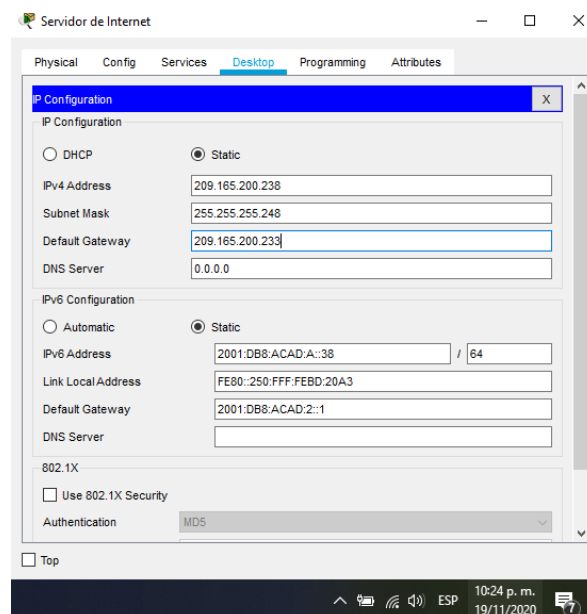 Servidor de Internet
Physical Config Services Desktop Programming Attributes
IP Configuration X
IP Configuration
DHCP Static
IPv4 Address 209.165.200.238
Subnet Mask 255.255.255.248
Default Gateway 209.165.200.233
DNS Server 0.0.0.0
IPv6 Configuration
Automatic Static
IPv6 Address 2001:DB8:ACAD:A::38 / 64
Link Local Address FE80::250:FFF:FEBD:20A3
Default Gateway 2001:DB8:ACAD:2::1
DNS Server
802.1X
Use 802.1X Security
Authentication MD5
Top
ESP 10:24 p. m.
19/11/2020 7